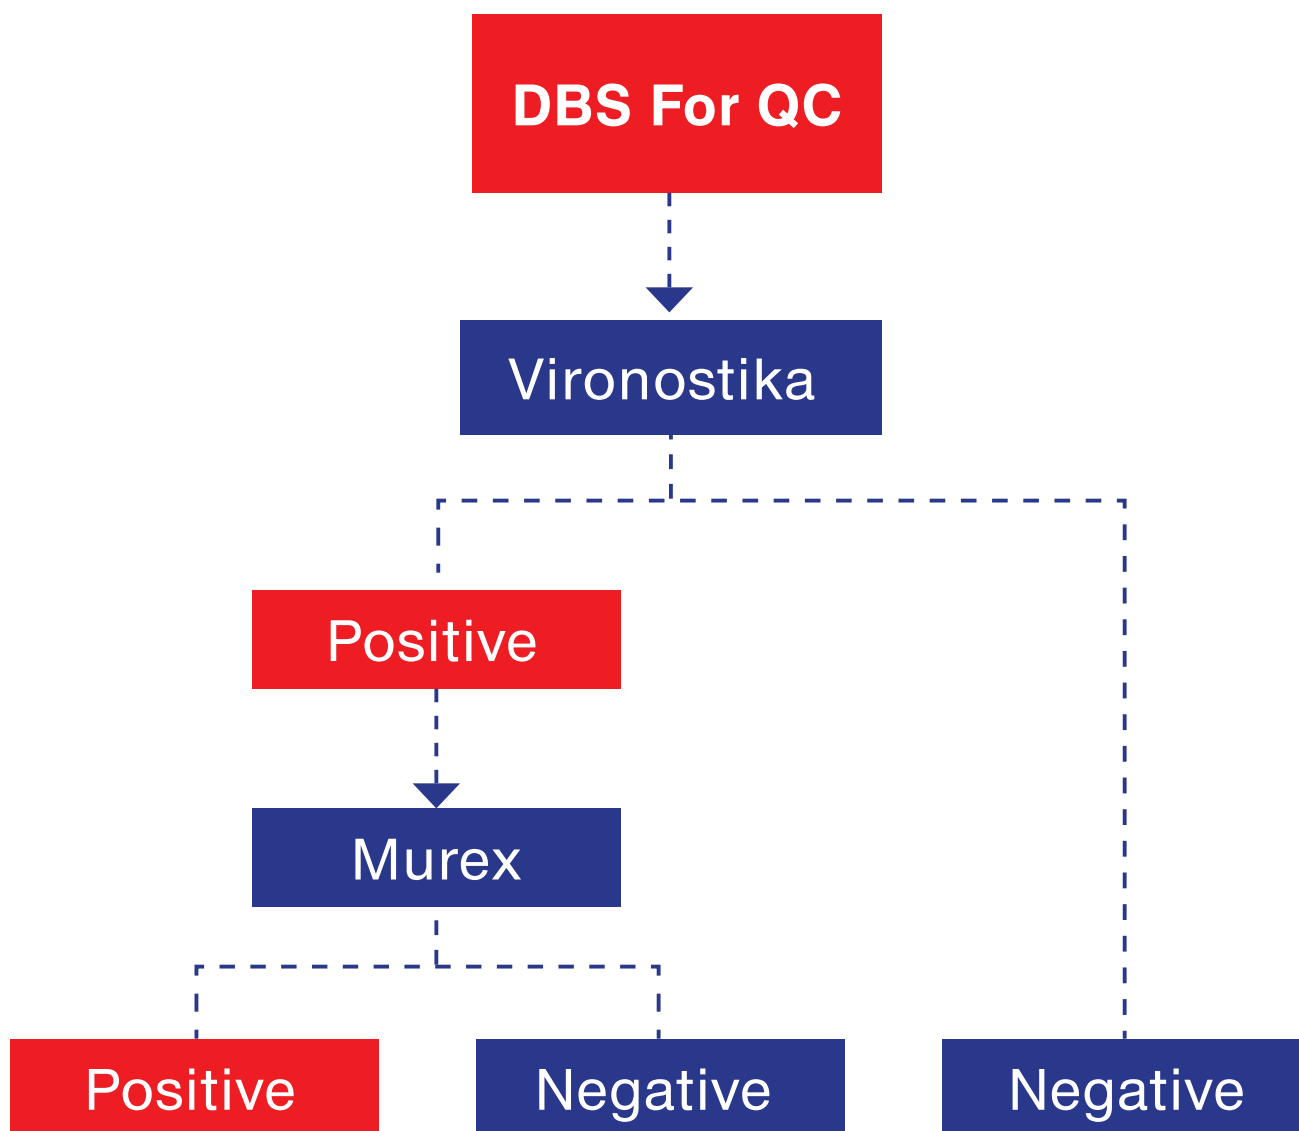 DBS For QC
Vironostika
Positive
Murex
Positive
Negative
Negative